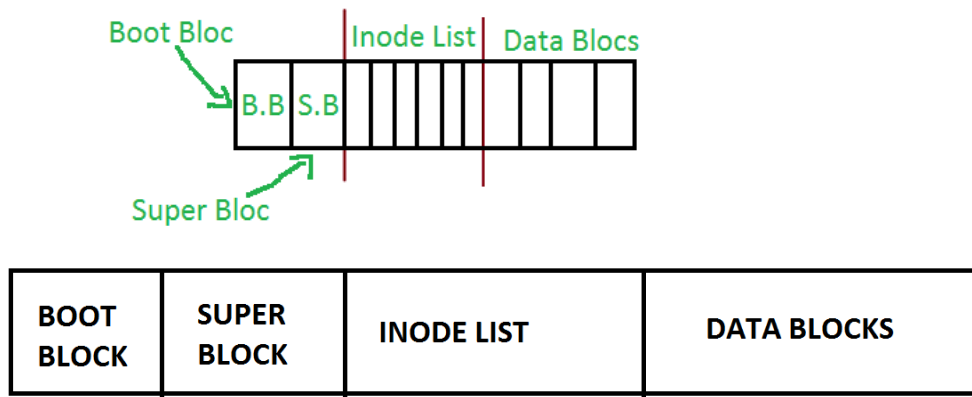 Boot Bloc
Inode List
Data Blocs
B.B
S.B
Super Bloc
BOOT
BLOCK
SUPER
BLOCK
INODE LIST
DATA BLOCKS